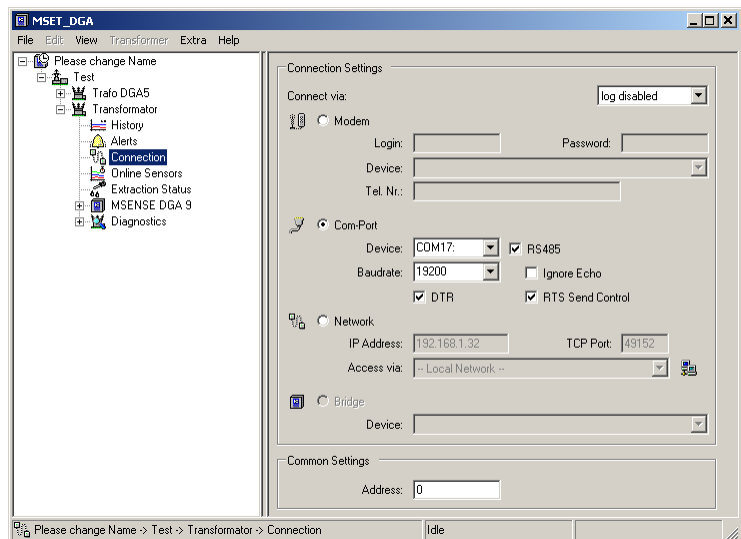 MSET_DGA
File Edit View Transformer Extra Help
Please change Name
Test
Trafo DGA5
Transformator
History
Alerts
Connection
Online Sensors
Extraction Status
MSENSE DGA 9
Diagnostics
Connection Settings
Connect via: log disabled
Modem
Login: Password:
Device:
Tel. Nr.:
Com-Port
Device: COM17: RS485
Baudrate: 19200 Ignore Echo
DTR RTS Send Control
Network
IP Address: 192.168.1.32 TCP Port: 49152
Access via: -- Local Network --
Bridge
Device:
Common Settings
Address: 0
Please change Name -> Test -> Transformator -> Connection Idle